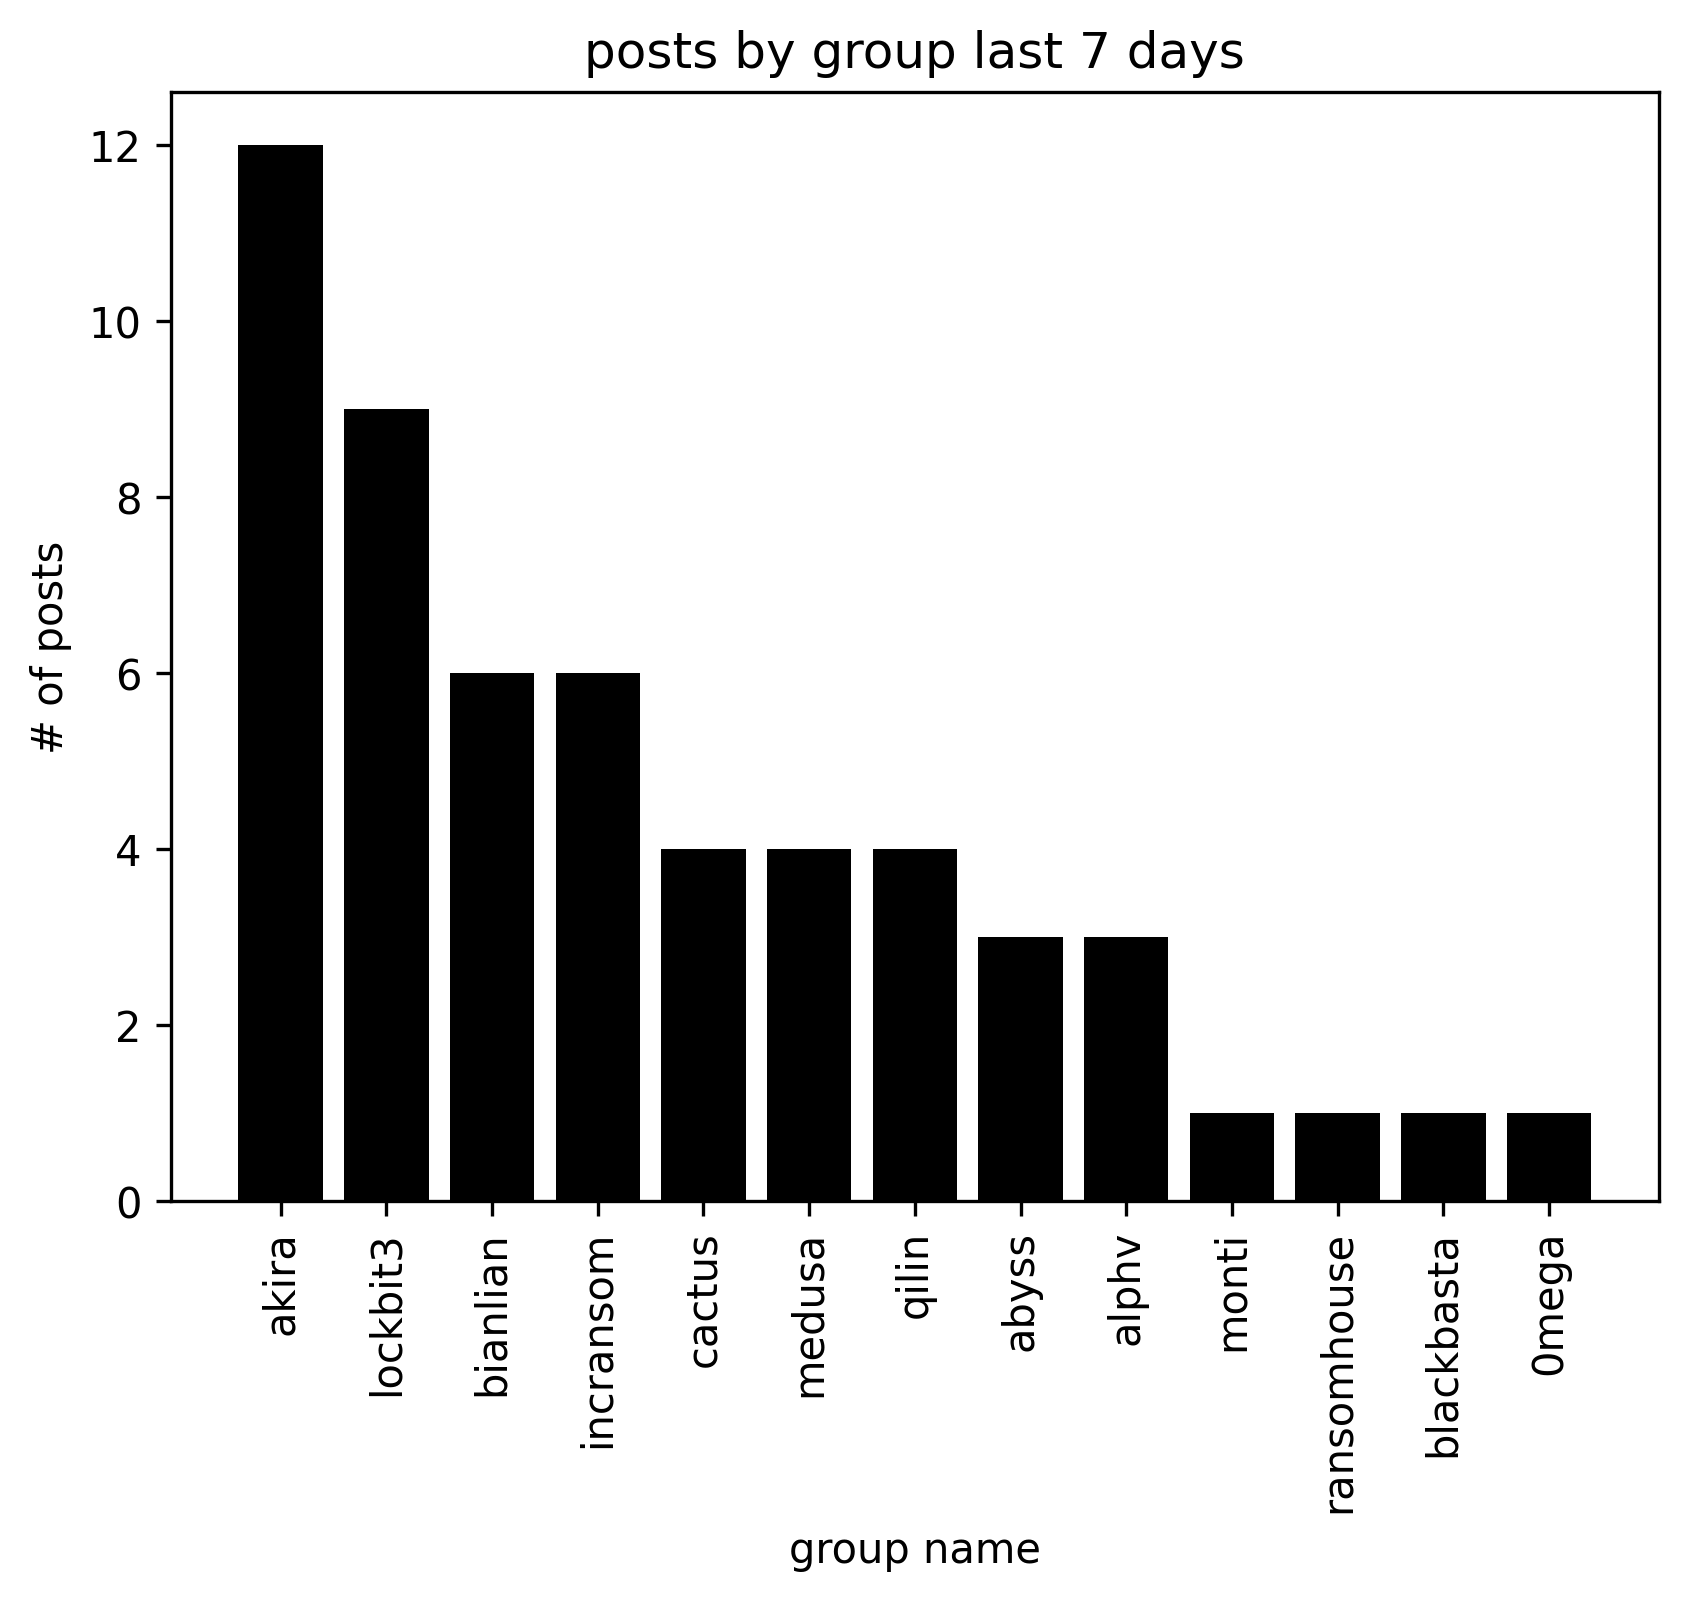 posts by group last 7 days
# of posts
12
10
8
6
4
2
0
akira
lockbit3
bianlian
incransom
cactus
medusa
qilin
abyss
alphv
monti
ransomhouse
blackbasta
0mega
group name